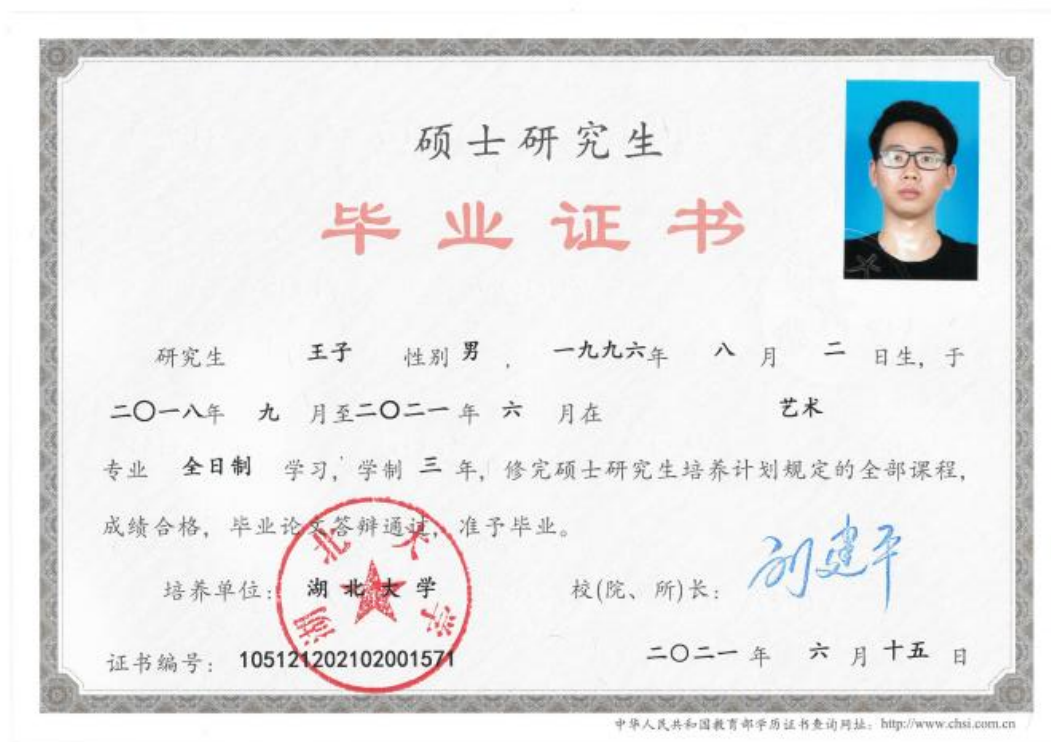 硕士研究生
毕业证书
研究生 王子 性别 男 , 一九九六年 八 月 二 日生, 于
二〇一八年 九 月至二〇二一 年 六 月在 艺术
专业 全日制 学习, 学制 三 年, 修完硕士研究生培养计划规定的全部课程,
成绩合格, 毕业论文答辩通过, 准予毕业。
培养单位: 湖北大学 校(院、所)长: 刘建平
湖北大学
证书编号: 105121202102001571 二〇二一 年 六 月 十五 日
中华人民共和国教育部学历证书查询网址: http://www.chsi.com.cn